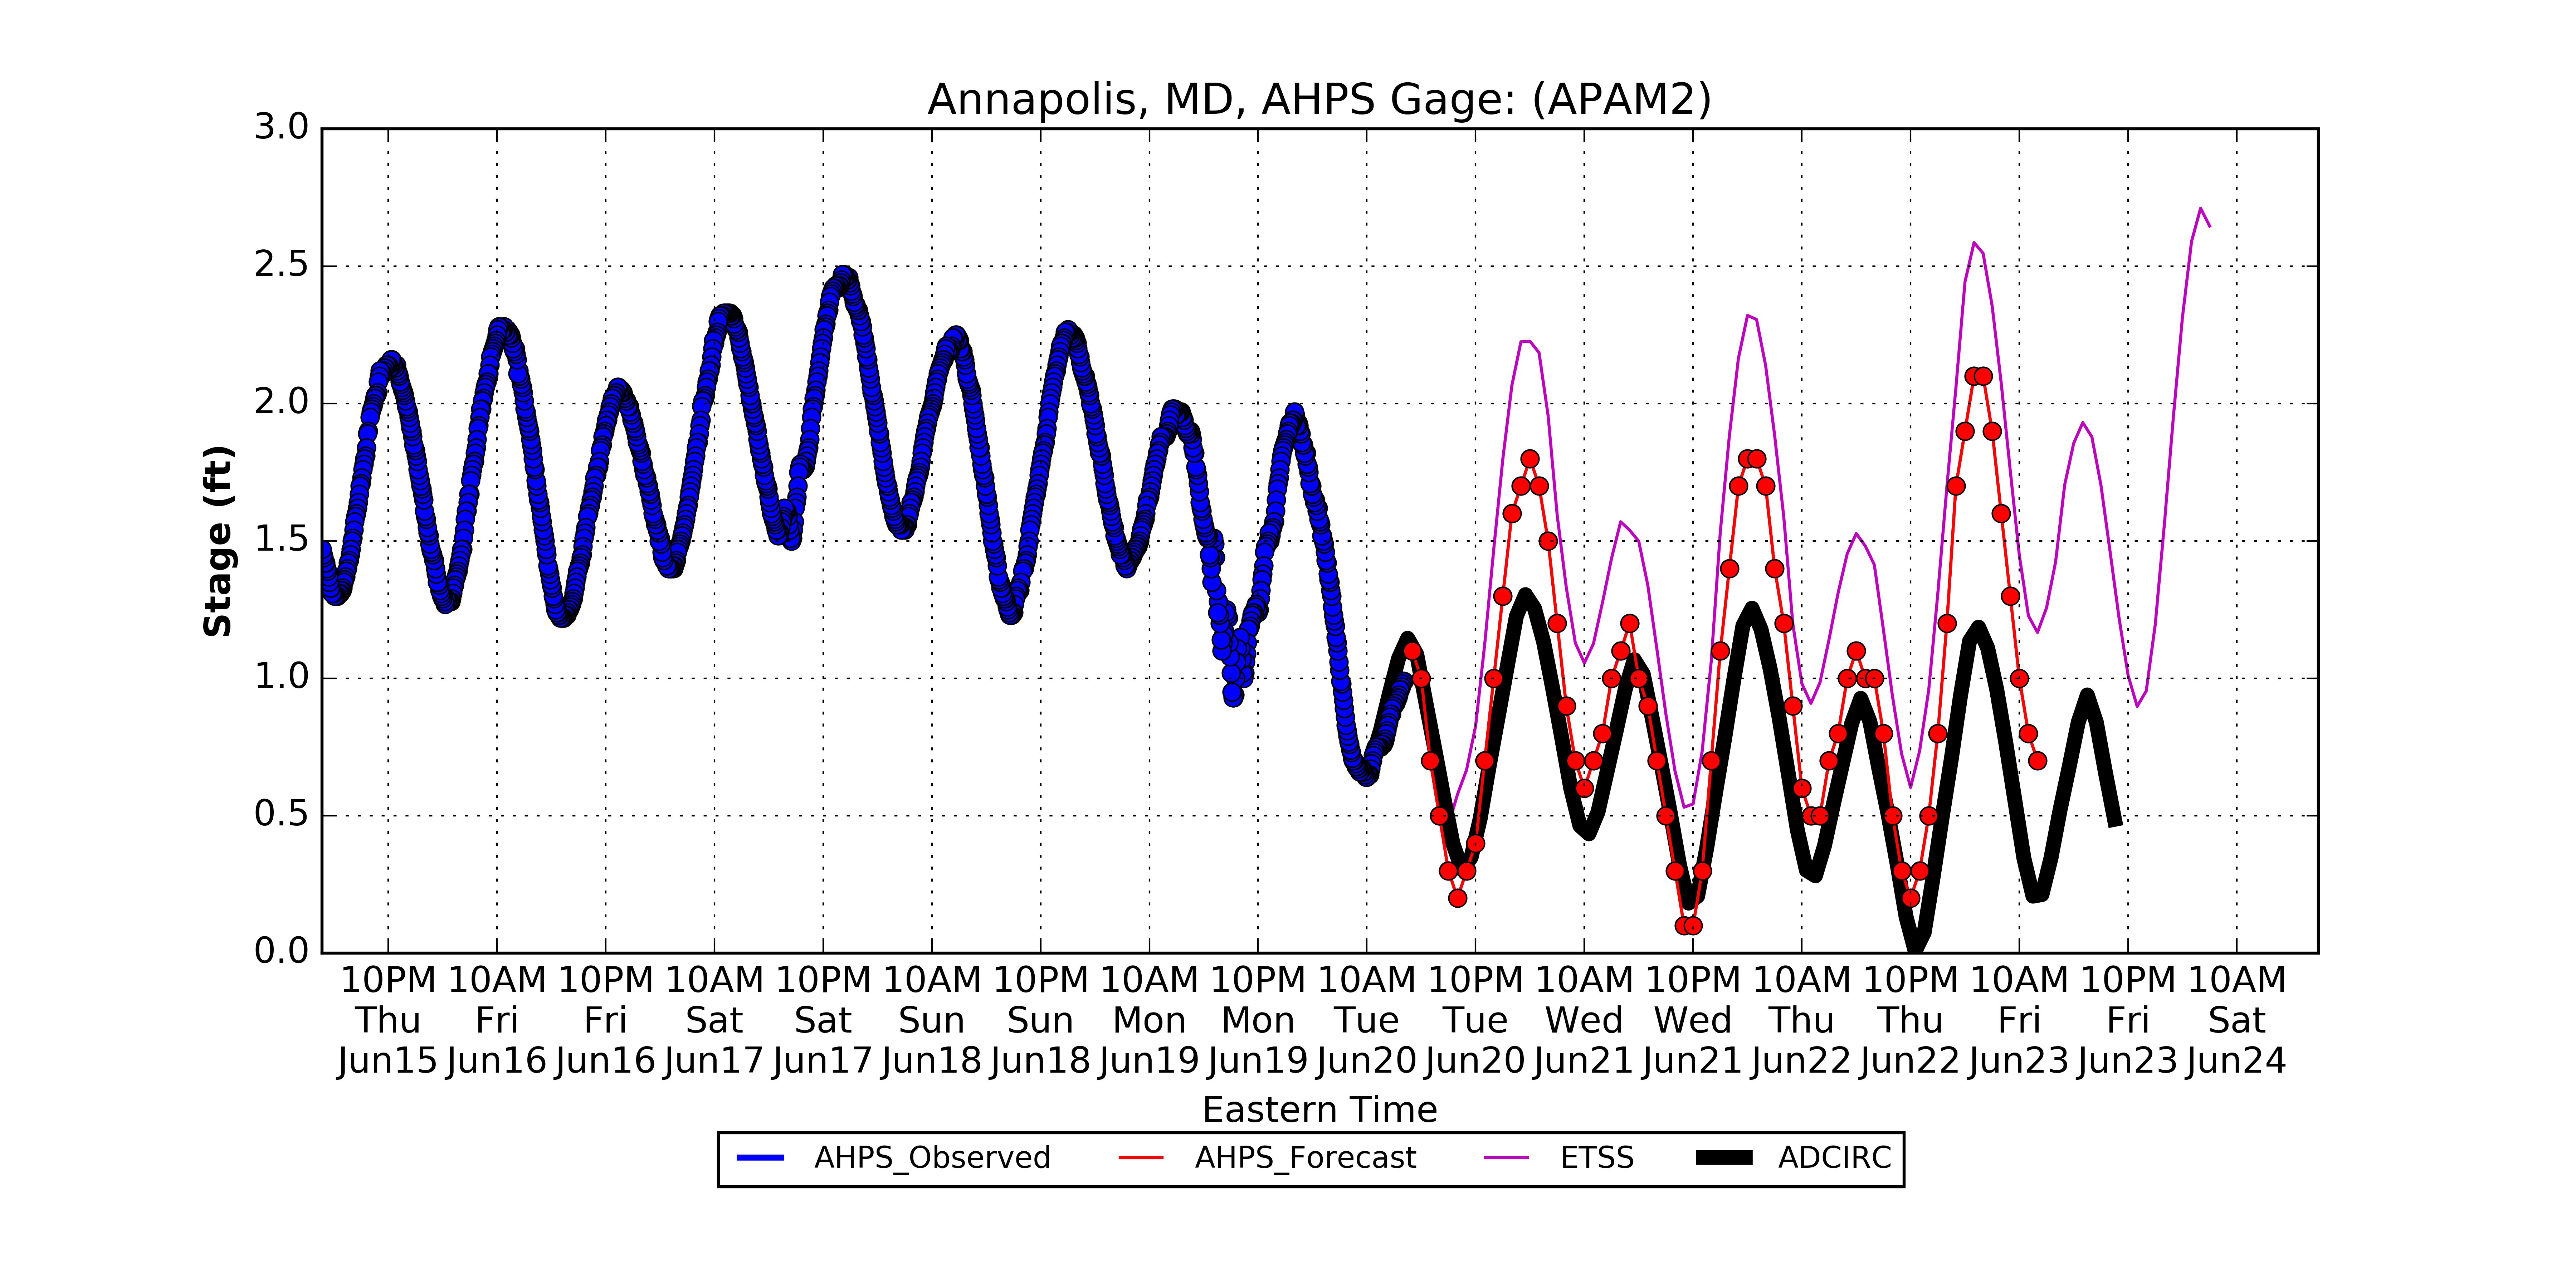 Annapolis, MD, AHPS Gage: (APAM2)
3.0
2.5
2.0
1.5
1.0
0.5
0.0
Stage (ft)
10PM 10AM 10PM 10AM 10PM 10AM 10PM 10AM 10PM 10AM 10PM 10AM 10PM 10AM 10PM 10AM 10PM 10AM
Thu Fri Fri Sat Sat Sun Sun Mon Mon Tue Tue Wed Wed Thu Thu Fri Fri Sat
Jun15 Jun16 Jun16 Jun17 Jun17 Jun18 Jun18 Jun19 Jun19 Jun20 Jun20 Jun21 Jun21 Jun22 Jun22 Jun23 Jun23 Jun24
Eastern Time
AHPS_Observed AHPS_Forecast ETSS ADCIRC